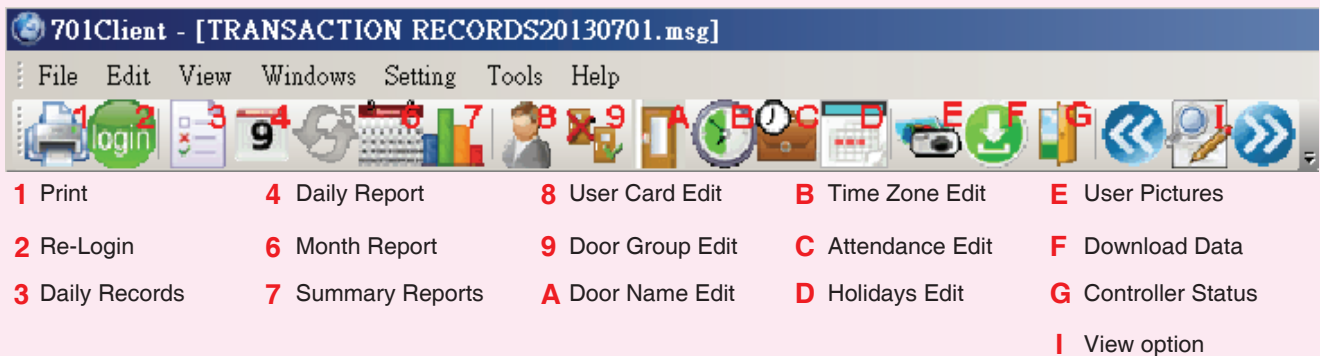 701Client - [TRANSACTION RECORDS20130701.msg]
File Edit View Windows Setting Tools Help
1 login 2 3 9 4 5 6 7 8 9 A B C D E F G I
1 Print 4 Daily Report 8 User Card Edit B Time Zone Edit E User Pictures
2 Re-Login 6 Month Report 9 Door Group Edit C Attendance Edit F Download Data
3 Daily Records 7 Summary Reports A Door Name Edit D Holidays Edit G Controller Status
I View option